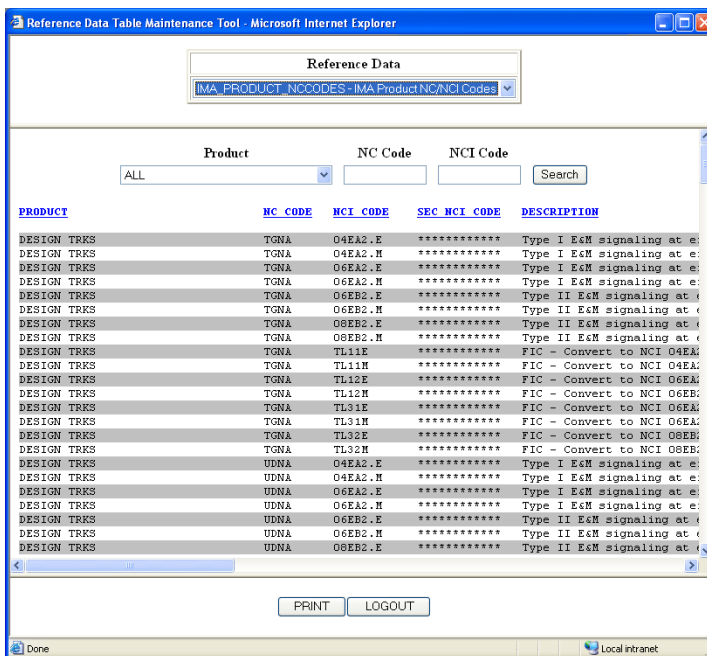 Reference Data Table Maintenance Tool - Microsoft Internet Explorer
Reference Data
IMA_PRODUCT_NCCODES - IMA Product NC/NCI Codes
Product NC Code NCI Code
ALL Search
PRODUCT NC CODE NCI CODE SEC NCI CODE DESCRIPTION
DESIGN TRKS TGNA 04EA2.E ************ Type I E&M signaling at
DESIGN TRKS TGNA 04EA2.M ************ Type I E&M signaling at
DESIGN TRKS TGNA 06EA2.E ************ Type I E&M signaling at
DESIGN TRKS TGNA 06EA2.M ************ Type I E&M signaling at
DESIGN TRKS TGNA 06EB2.E ************ Type II E&M signaling at
DESIGN TRKS TGNA 06EB2.M ************ Type II E&M signaling at
DESIGN TRKS TGNA 08EB2.E ************ Type II E&M signaling at
DESIGN TRKS TGNA 08EB2.M ************ Type II E&M signaling at
DESIGN TRKS TGNA TL11E ************ FIC - Convert to NCI 04EA2
DESIGN TRKS TGNA TL11M ************ FIC - Convert to NCI 04EA2
DESIGN TRKS TGNA TL12E ************ FIC - Convert to NCI 06EA2
DESIGN TRKS TGNA TL12M ************ FIC - Convert to NCI 06EA2
DESIGN TRKS TGNA TL31E ************ FIC - Convert to NCI 06EB2
DESIGN TRKS TGNA TL31M ************ FIC - Convert to NCI 06EB2
DESIGN TRKS TGNA TL32E ************ FIC - Convert to NCI 08EB2
DESIGN TRKS TGNA TL32M ************ FIC - Convert to NCI 08EB2
DESIGN TRKS UDNA 04EA2.E ************ Type I E&M signaling at
DESIGN TRKS UDNA 04EA2.M ************ Type I E&M signaling at
DESIGN TRKS UDNA 06EA2.E ************ Type I E&M signaling at
DESIGN TRKS UDNA 06EA2.M ************ Type I E&M signaling at
DESIGN TRKS UDNA 06EB2.E ************ Type II E&M signaling at
DESIGN TRKS UDNA 06EB2.M ************ Type II E&M signaling at
DESIGN TRKS UDNA 08EB2.E ************ Type II E&M signaling at
PRINT LOGOUT
Done Local intranet